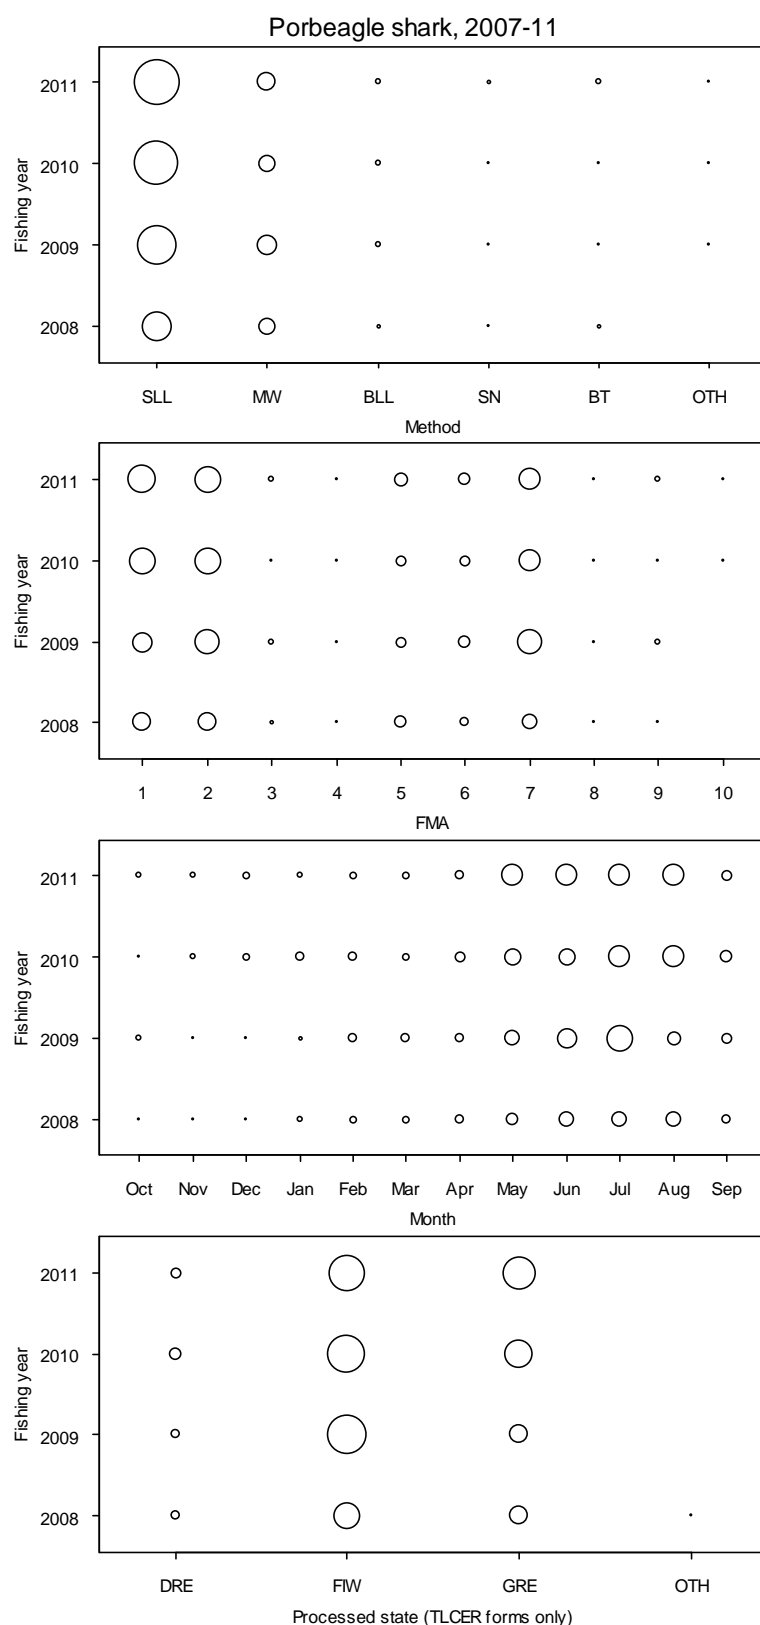 Porbeagle shark, 2007-11
2011
2010
2009
2008
Fishing year
SLL MW BLL SN BT OTH
Method
2011
2010
2009
2008
Fishing year
1 2 3 4 5 6 7 8 9 10
FMA
2011
2010
2009
2008
Fishing year
Oct Nov Dec Jan Feb Mar Apr May Jun Jul Aug Sep
Month
2011
2010
2009
2008
Fishing year
DRE FIW GRE OTH
Processed state (TLCER forms only)